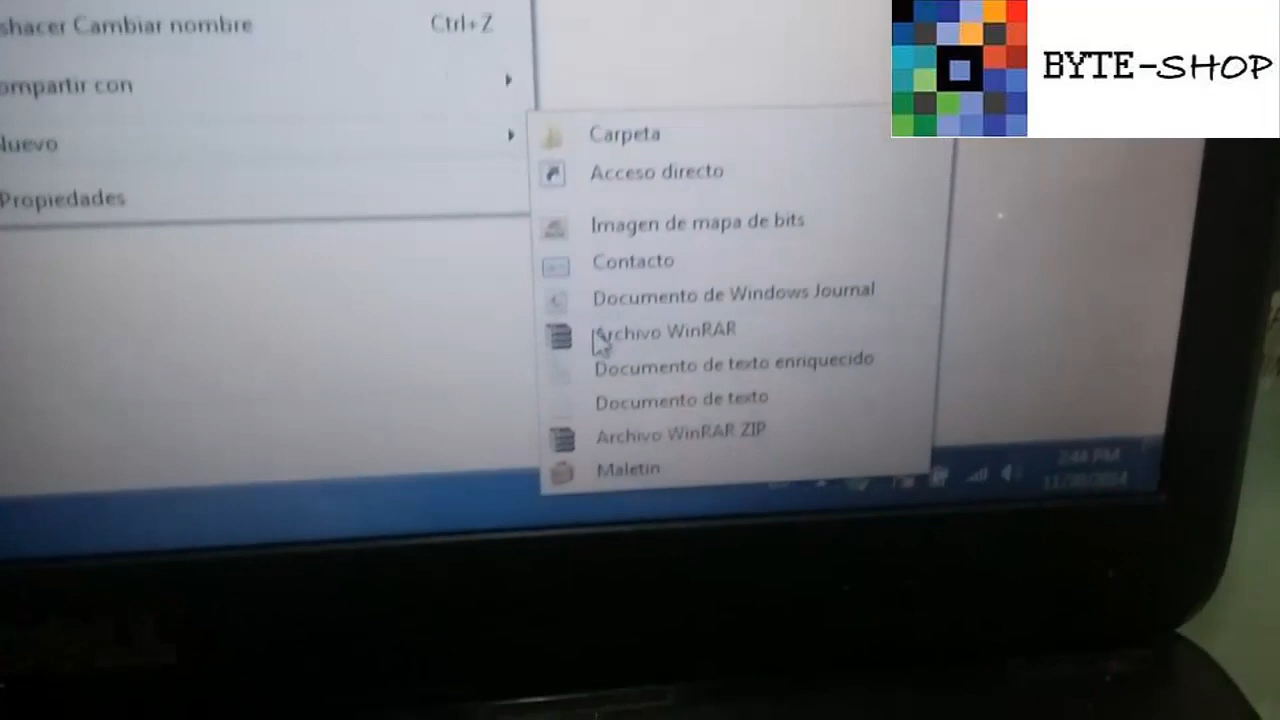 shacer Cambiar nombre Ctrl+Z
ompartir con
Nuevo
Propiedades
Carpeta
Acceso directo
Imagen de mapa de bits
Contacto
Documento de Windows Journal
Archivo WinRAR
Documento de texto enriquecido
Documento de texto
Archivo WinRAR ZIP
Maletín
BYTE-SHOP